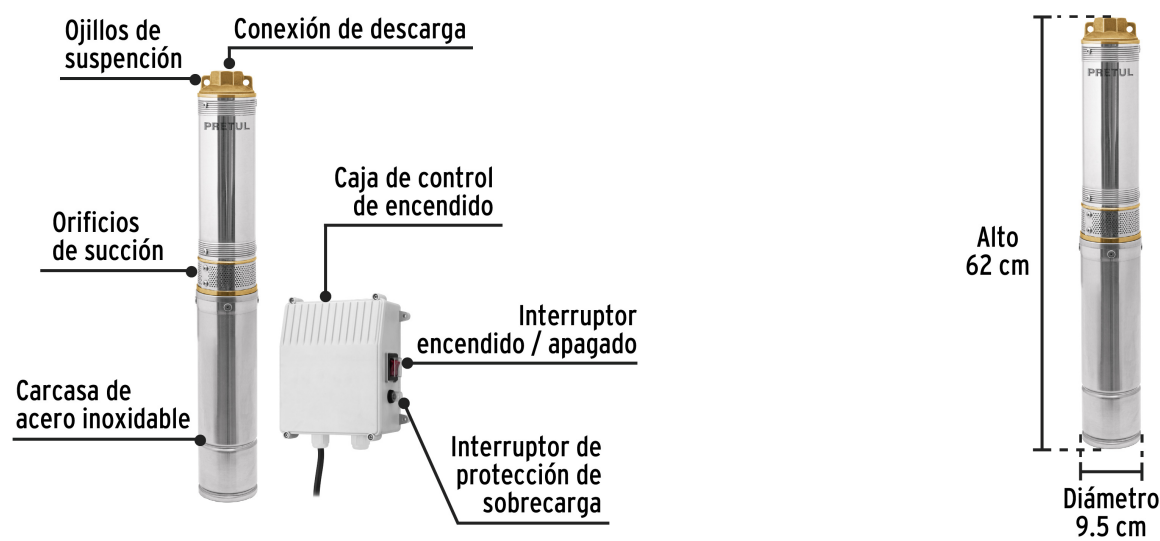 Ojillos de
suspención
Conexión de descarga
PRETUL
Orificios
de succión
Caja de control
de encendido
Interruptor
encendido / apagado
Carcasa de
acero inoxidable
Interruptor de
protección de
sobrecarga
PRETUL
Alto
62 cm
Diámetro
9.5 cm